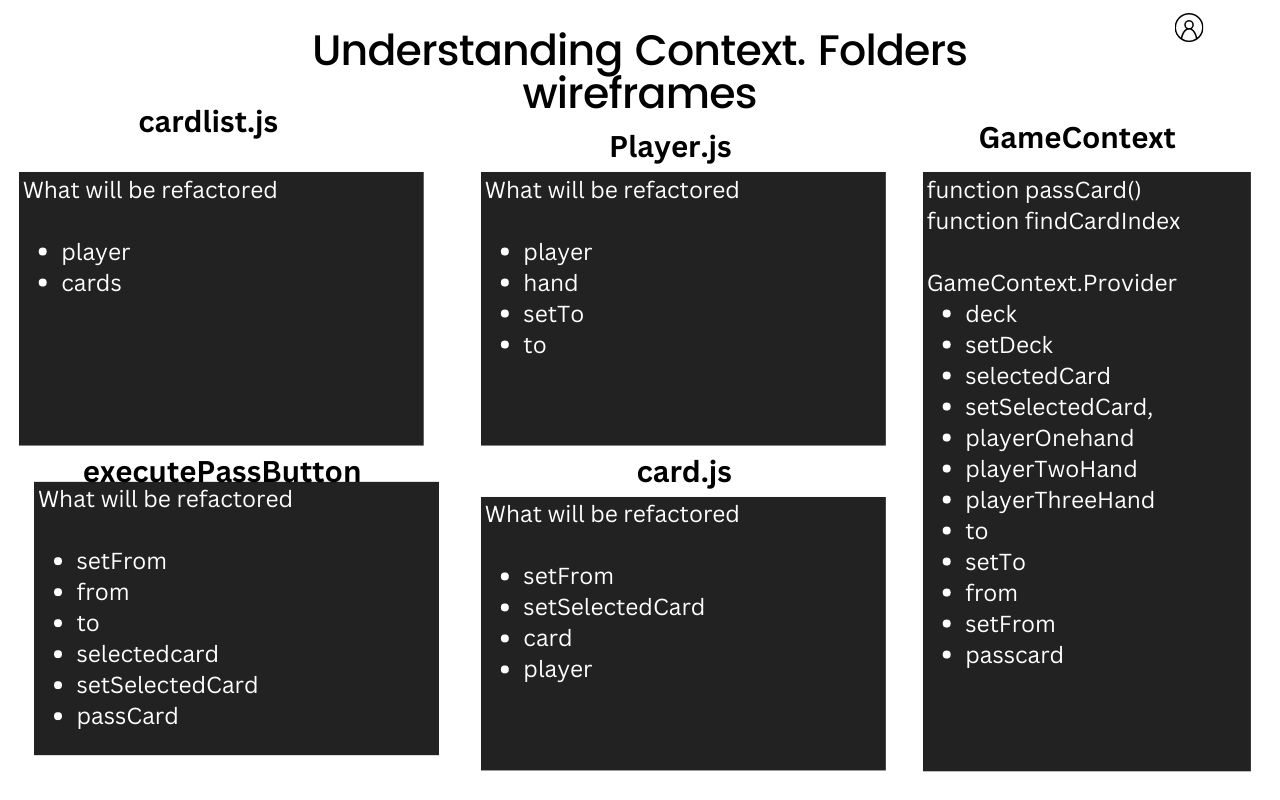 Understanding Context. Folders
wireframes
cardlist.js
What will be refactored
player
cards
Player.js
What will be refactored
player
hand
setTo
to
GameContext
function passCard()
function findCardIndex
GameContext.Provider
deck
setDeck
selectedCard
setSelectedCard,
playerOnehand
playerTwoHand
playerThreeHand
to
setTo
from
setFrom
passcard
executePassButton
What will be refactored
setFrom
from
to
selectedcard
setSelectedCard
passCard
card.js
What will be refactored
setFrom
setSelectedCard
card
player